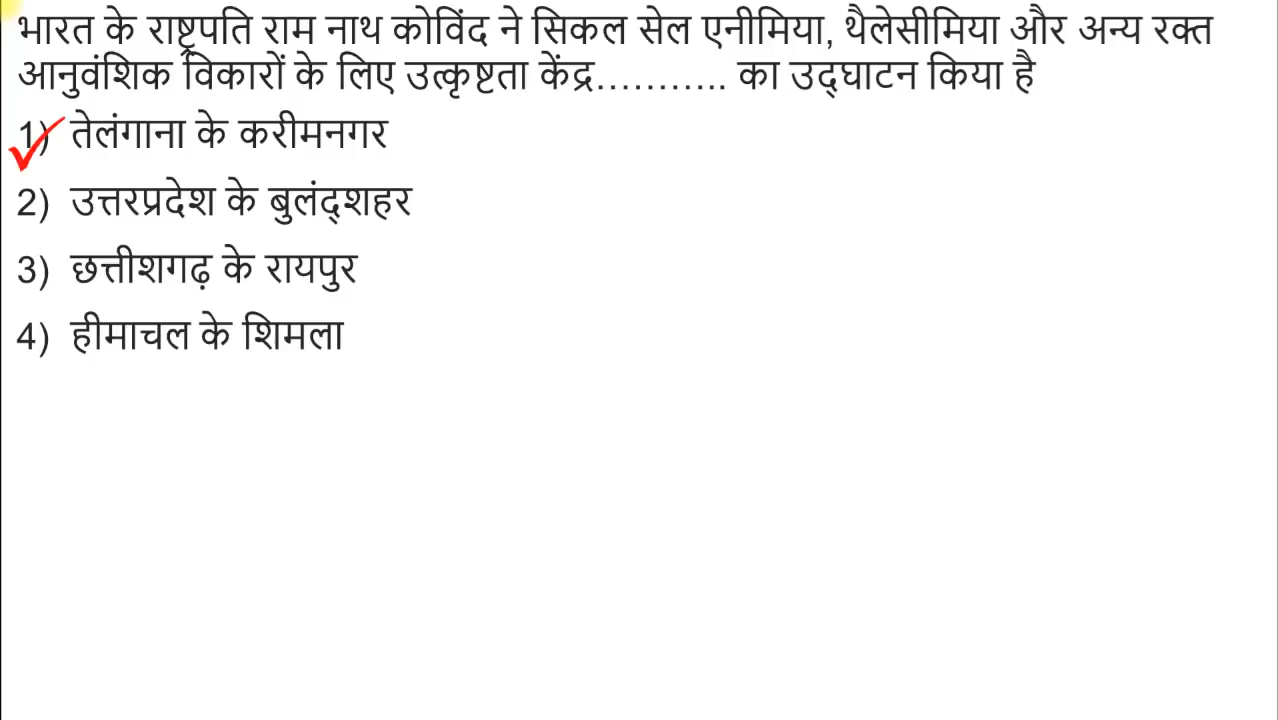 भारत के राष्ट्रपति राम नाथ कोविंद ने सिकल सेल एनीमिया, थैलेसीमिया और अन्य रक्त
आनुवंशिक विकारों के लिए उत्कृष्टता केंद्र……….. का उद्घाटन किया है
1) तेलंगाना के करीमनगर
2) उत्तरप्रदेश के बुलंद्शहर
3) छत्तीशगढ़ के रायपुर
4) हीमाचल के शिमला